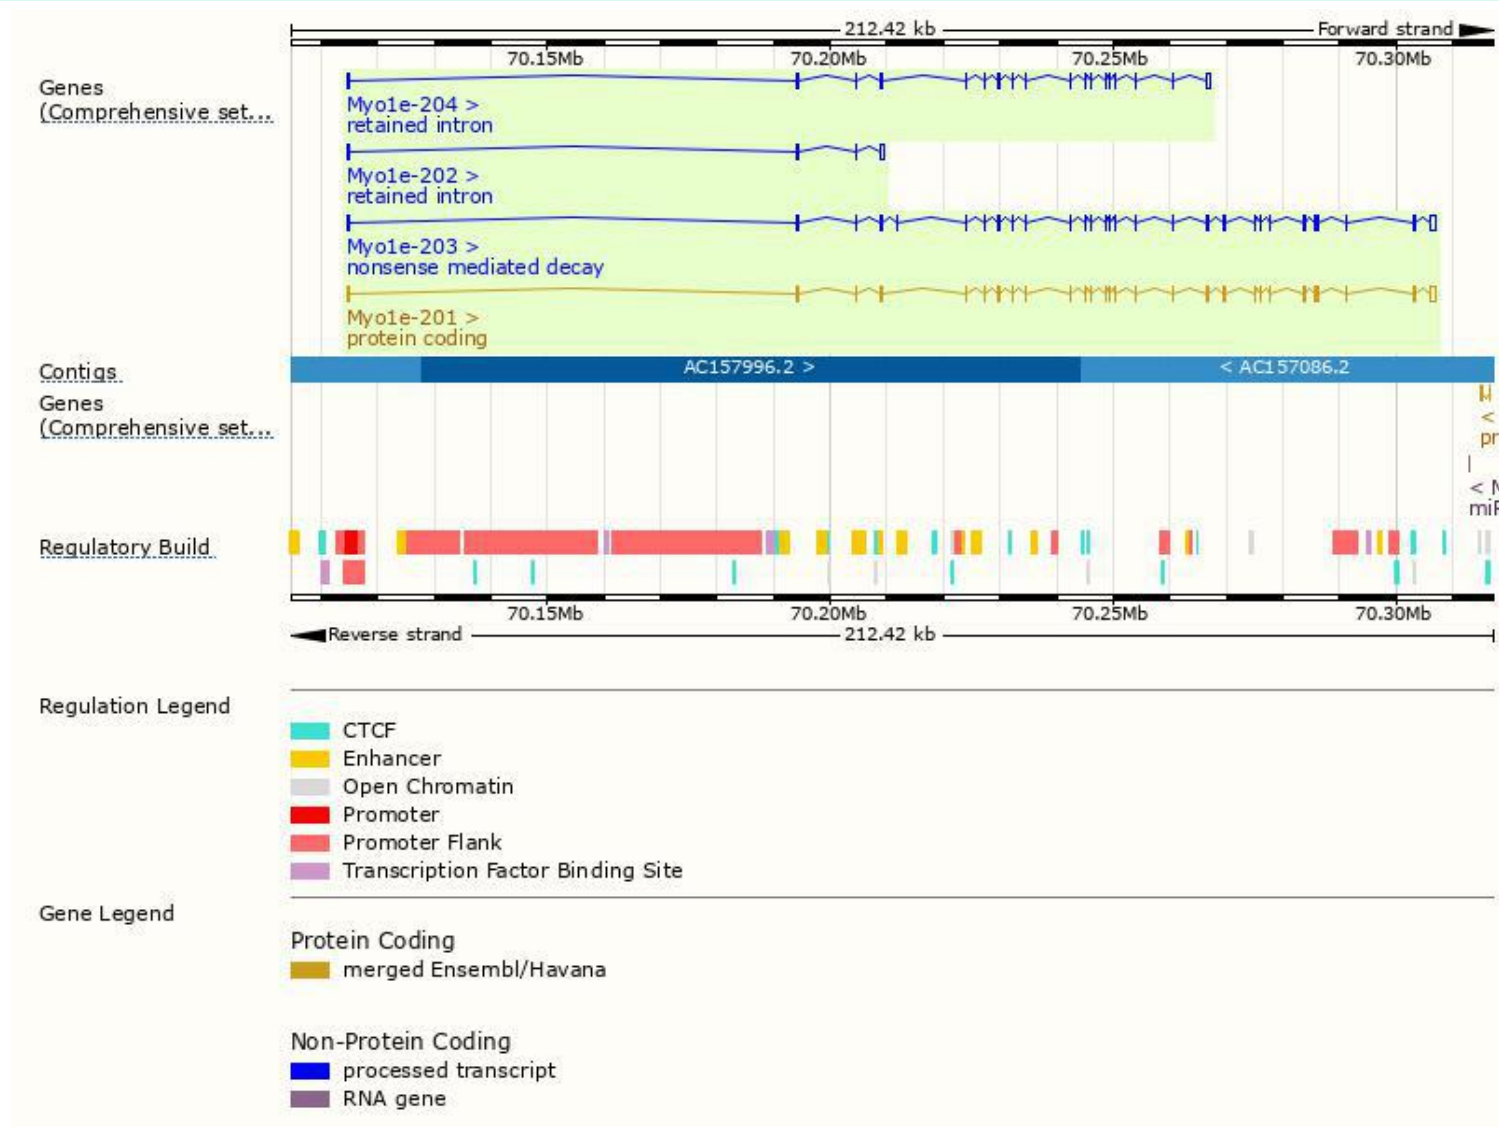 212.42 kb
Forward strand
70.15Mb 70.20Mb 70.25Mb 70.30Mb
Genes
(Comprehensive set...
Myo1e-204 >
retained intron
Myo1e-202 >
retained intron
Myo1e-203 >
nonsense mediated decay
Myo1e-201 >
protein coding
Contigs
AC157996.2 >
< AC157086.2
Genes
(Comprehensive set...
<
pr
< M
miR
Regulatory Build
70.15Mb 70.20Mb 70.25Mb 70.30Mb
Reverse strand
212.42 kb
Regulation Legend
CTCF
Enhancer
Open Chromatin
Promoter
Promoter Flank
Transcription Factor Binding Site
Gene Legend
Protein Coding
merged Ensembl/Havana
Non-Protein Coding
processed transcript
RNA gene